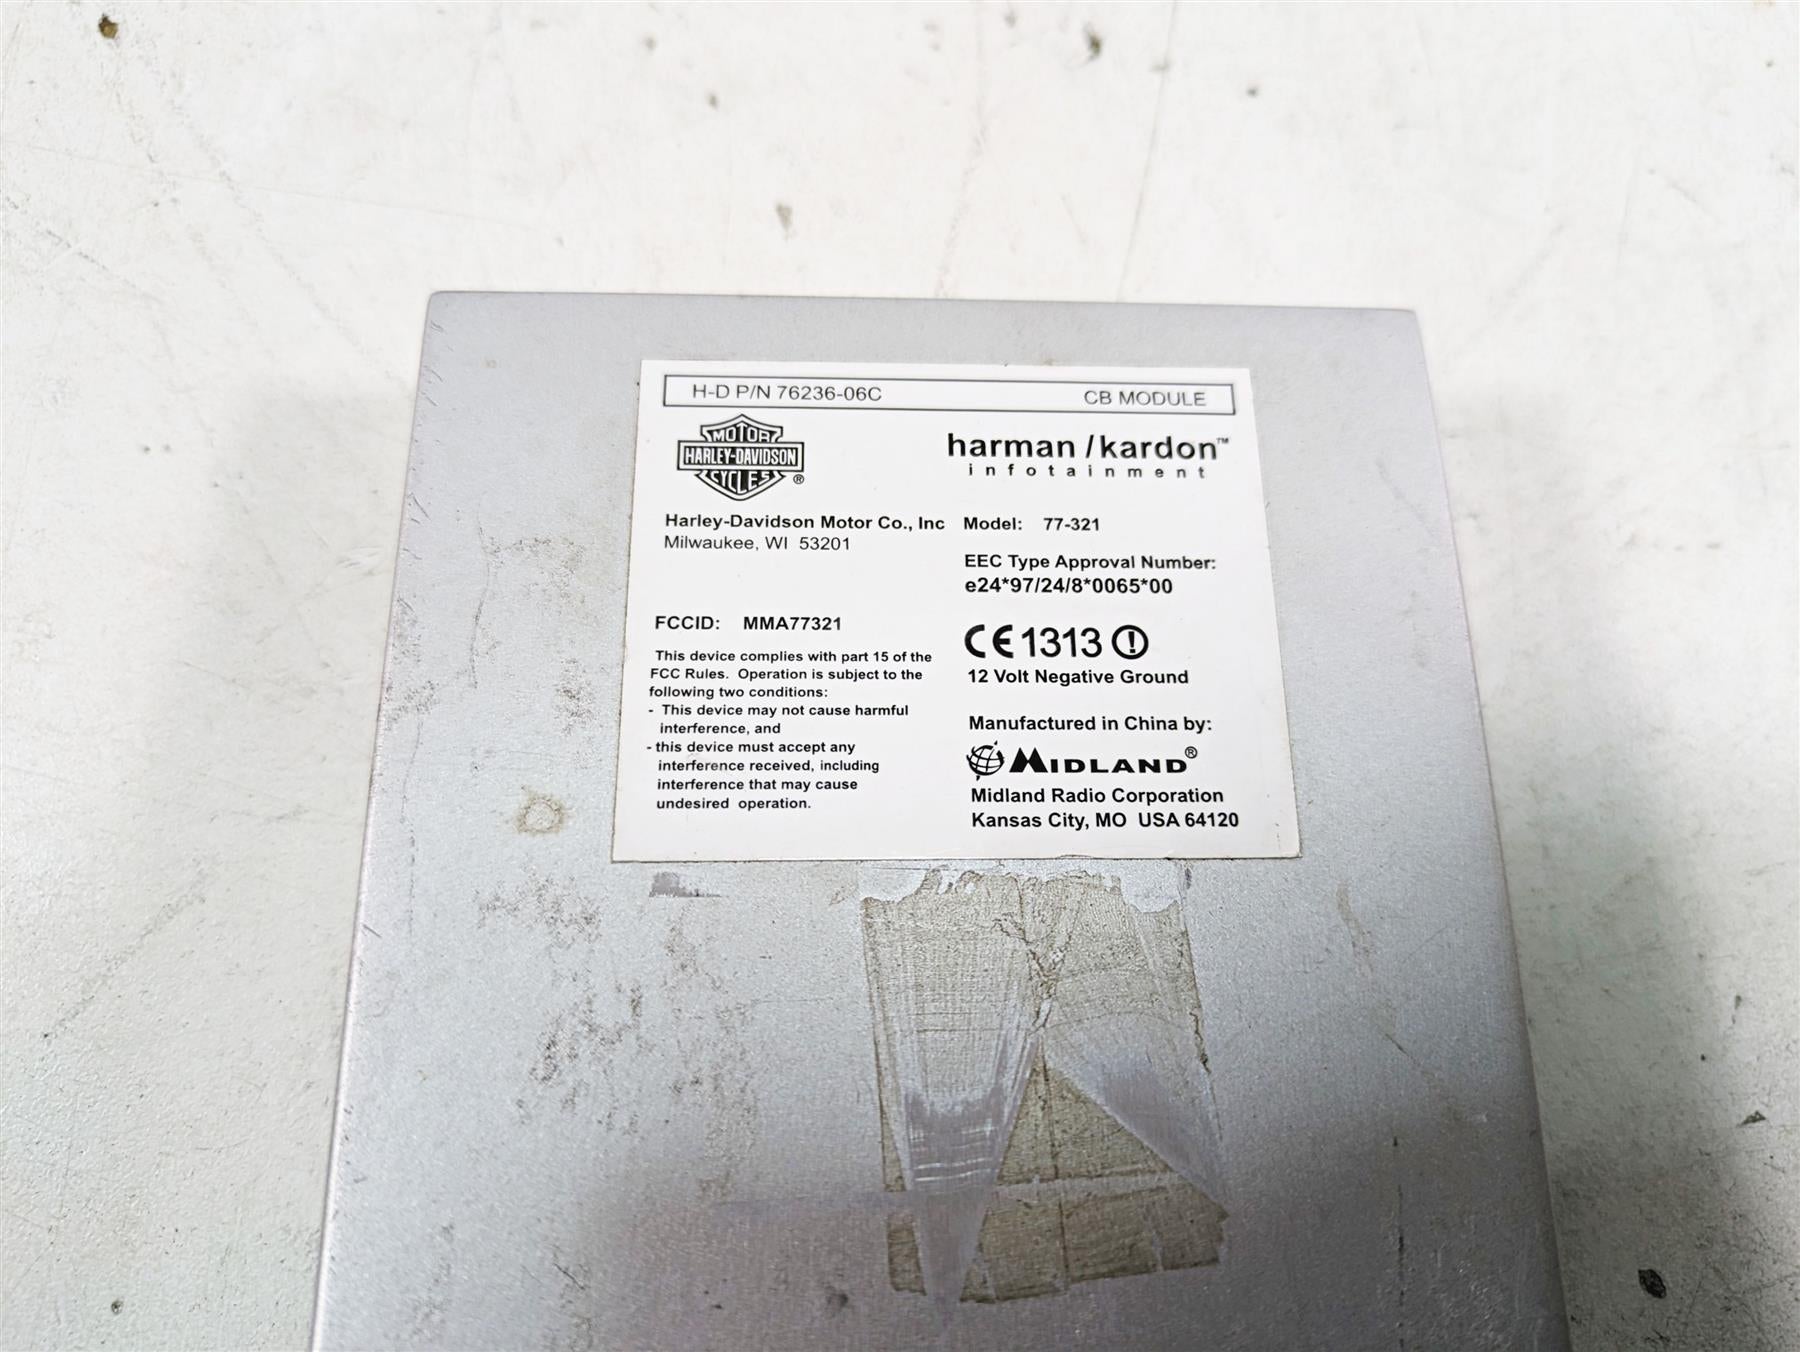 H-D P/N 76236-06C CB MODULE
MOTOR
HARLEY-DAVIDSON
CYCLES®
harman/kardon™
infotainment
Harley-Davidson Motor Co., Inc
Milwaukee, WI 53201
Model: 77-321
EEC Type Approval Number:
e24*97/24/8*0065*00
FCCID: MMA77321
This device complies with part 15 of the
FCC Rules. Operation is subject to the
following two conditions:
- This device may not cause harmful
interference, and
- this device must accept any
interference received, including
interference that may cause
undesired operation.
CE 1313
12 Volt Negative Ground
Manufactured in China by:
MIDLAND®
Midland Radio Corporation
Kansas City, MO USA 64120